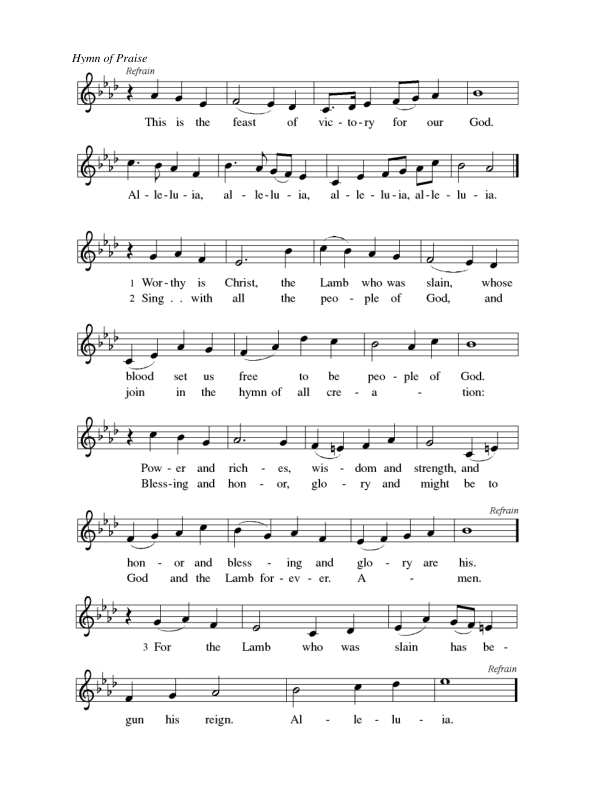 Hymn of Praise
Refrain
This is the feast of vic - to - ry for our God.
Al - le - lu - ia, al - le - lu - ia, al - le - lu - ia, al - le - lu - ia.
1 Wor - thy is Christ, the Lamb who was slain, whose
2 Sing . . with all the peo - ple of God, and
blood set us free to be peo - ple of God.
join in the hymn of all cre - a - tion:
Pow - er and rich - es, wis - dom and strength, and
Bless - ing and hon - or, glo - ry and might be to
Refrain
hon - or and bless - ing and glo - ry are his.
God and the Lamb for - ev - er. A - men.
3 For the Lamb who was slain has be -
Refrain
gun his reign. Al - le - lu - ia.